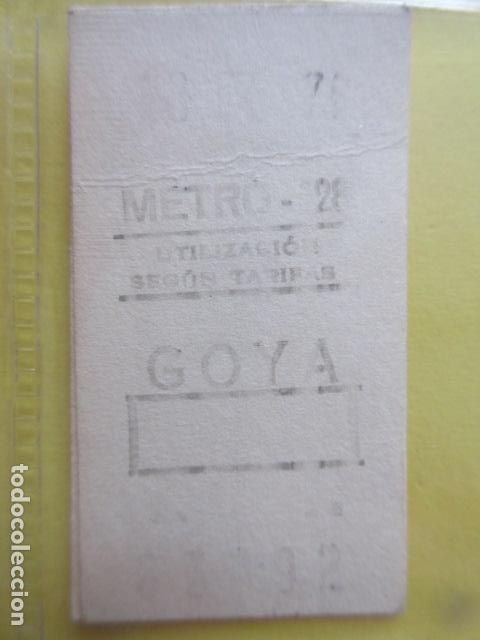 METRO - 28
UTILIZACIÓN
SEGÚN TARIFAS
GOYA
todocoleccion